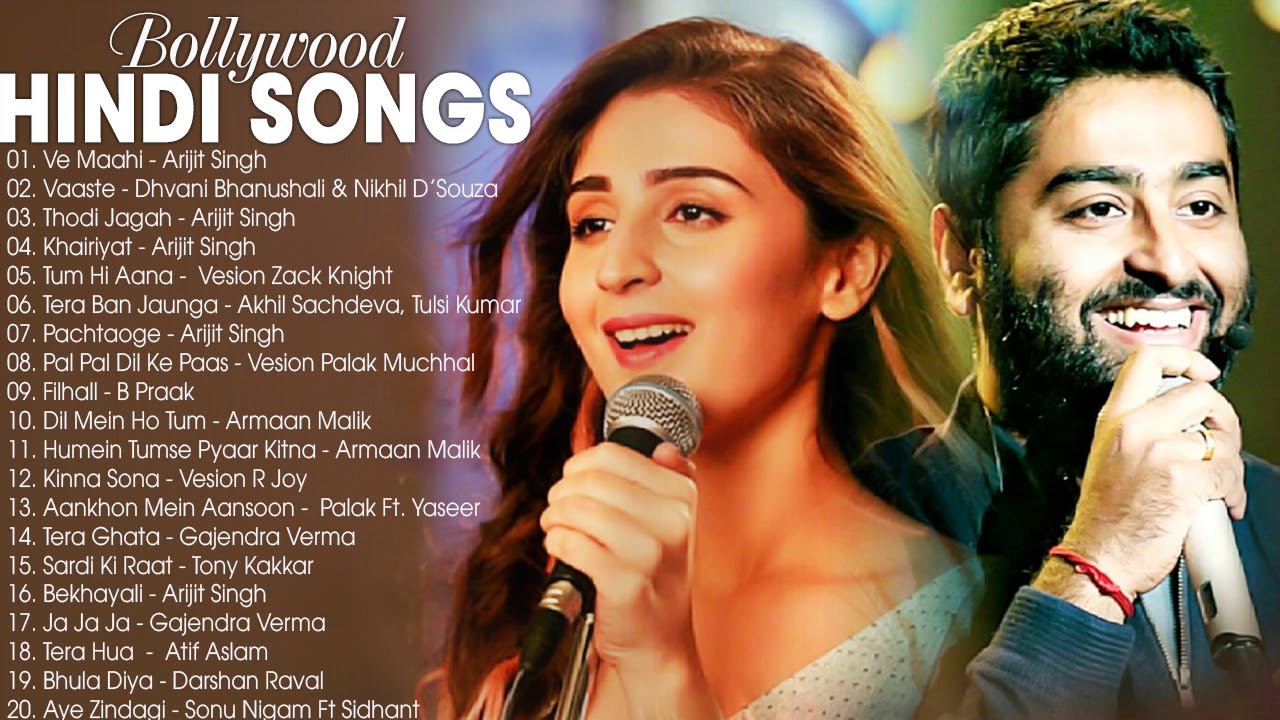 Bollywood
HINDI SONGS
01. Ve Maahi - Arijit Singh
02. Vaaste - Dhvani Bhanushali & Nikhil D´Souza
03. Thodi Jagah - Arijit Singh
04. Khairiyat - Arijit Singh
05. Tum Hi Aana - Vesion Zack Knight
06. Tera Ban Jaunga - Akhil Sachdeva, Tulsi Kumar
07. Pachtaoge - Arijit Singh
08. Pal Pal Dil Ke Paas - Vesion Palak Muchhal
09. Filhall - B Praak
10. Dil Mein Ho Tum - Armaan Malik
11. Humein Tumse Pyaar Kitna - Armaan Malik
12. Kinna Sona - Vesion R Joy
13. Aankhon Mein Aansoon - Palak Ft. Yaseer
14. Tera Ghata - Gajendra Verma
15. Sardi Ki Raat - Tony Kakkar
16. Bekhayali - Arijit Singh
17. Ja Ja Ja - Gajendra Verma
18. Tera Hua - Atif Aslam
19. Bhula Diya - Darshan Raval
20. Aye Zindagi - Sonu Nigam Ft Sidhant